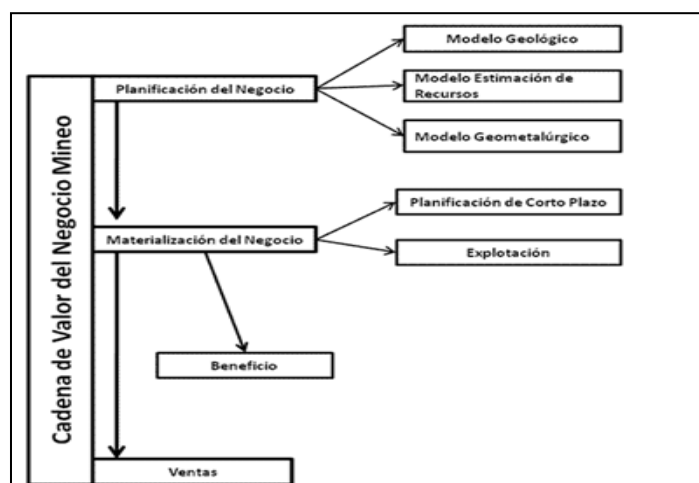 Cadena de Valor del Negocio Mineo
Planificación del Negocio
Modelo Geológico
Modelo Estimación de
Recursos
Modelo Geometalúrgico
Materialización del Negocio
Planificación de Corto Plazo
Explotación
Beneficio
Ventas